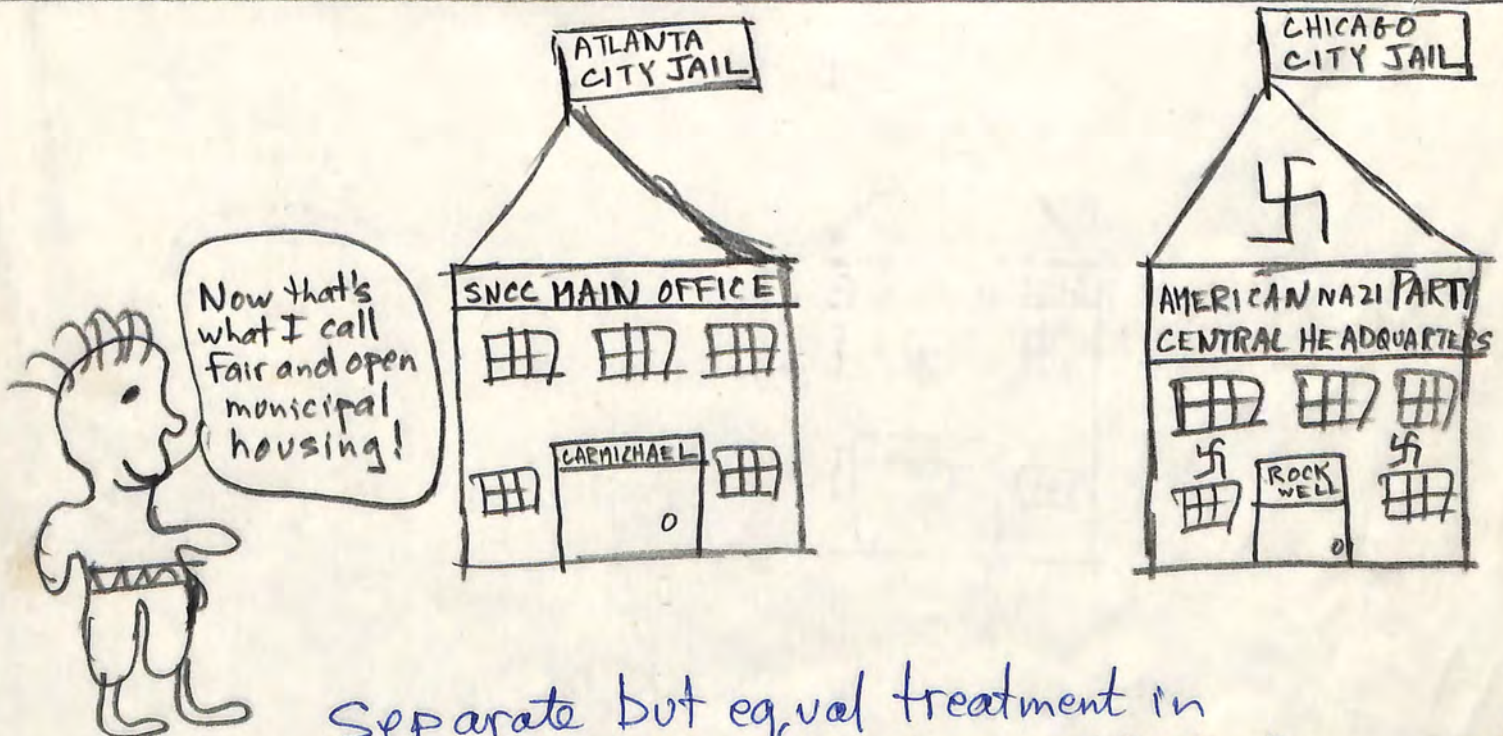 ATLANTA
CITY JAIL
CHICAGO
CITY JAIL
Now that's
what I call
Fair and open
municipal
housing!
SNCC MAIN OFFICE
CARMICHAEL
AMERICAN NAZI PARTY
CENTRAL HEADQUARTERS
ROCK
WELL
Separate but equal treatment in